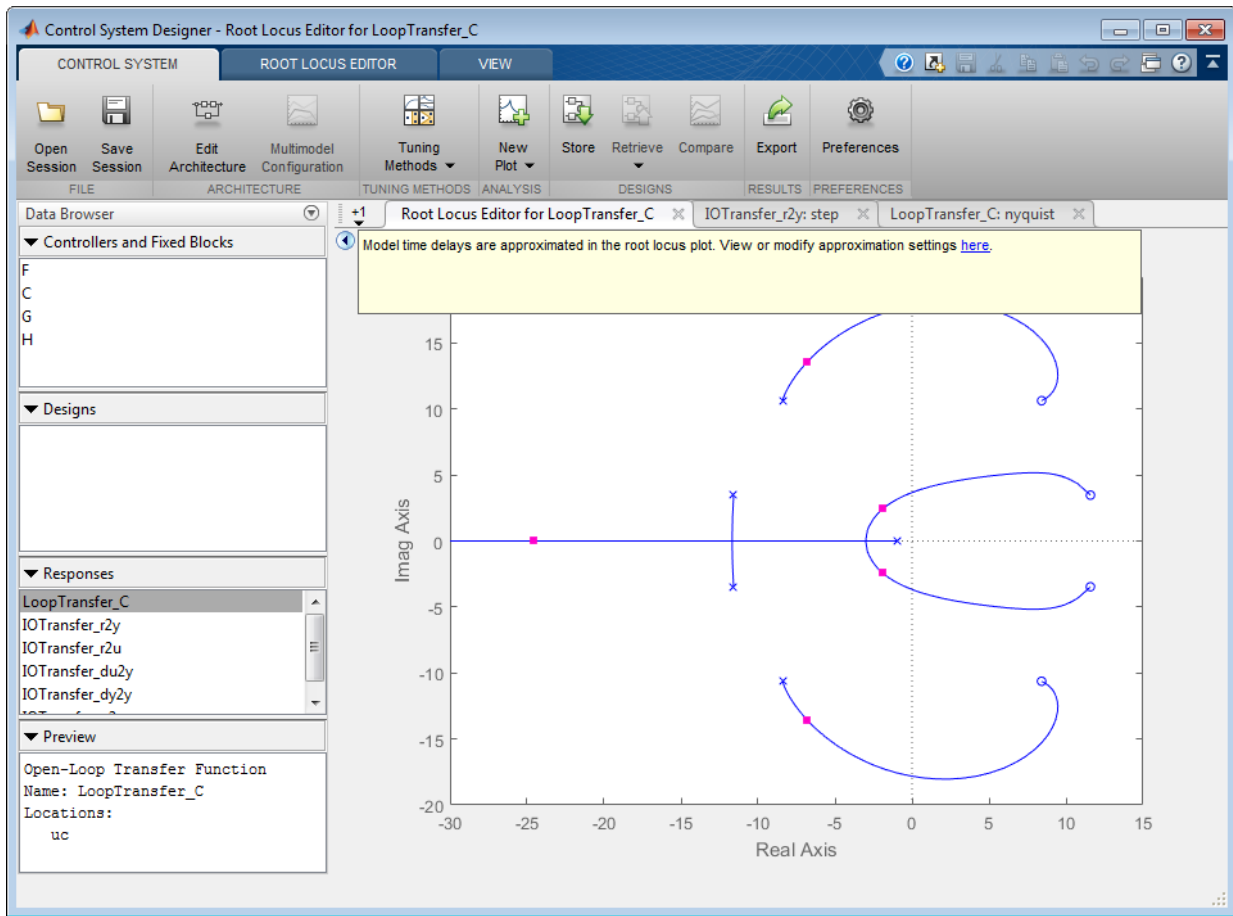 Control System Designer - Root Locus Editor for LoopTransfer_C
CONTROL SYSTEM
ROOT LOCUS EDITOR
VIEW
Open Session
Save Session
Edit Architecture
Multimodel Configuration
Tuning Methods
New Plot
Store
Retrieve
Compare
Export
Preferences
FILE
ARCHITECTURE
TUNING METHODS
ANALYSIS
DESIGNS
RESULTS
PREFERENCES
Data Browser
Controllers and Fixed Blocks
F
C
G
H
Designs
Responses
LoopTransfer_C
IOTransfer_r2y
IOTransfer_r2u
IOTransfer_du2y
IOTransfer_dy2y
Preview
Open-Loop Transfer Function
Name: LoopTransfer_C
Locations:
uc
+1
Root Locus Editor for LoopTransfer_C
IOTransfer_r2y: step
LoopTransfer_C: nyquist
Model time delays are approximated in the root locus plot. View or modify approximation settings here.
15
10
5
0
-5
-10
-15
-20
Imag Axis
-30
-25
-20
-15
-10
-5
0
5
10
15
Real Axis